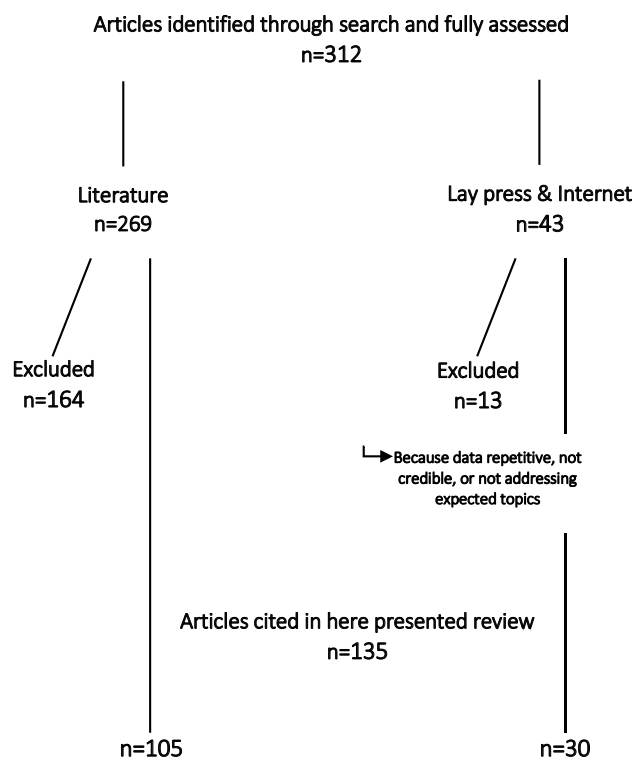 Articles identified through search and fully assessed
n=312
Literature
n=269
Lay press & Internet
n=43
Excluded
n=164
Excluded
n=13
Because data repetitive, not
credible, or not addressing
expected topics
Articles cited in here presented review
n=135
n=105
n=30